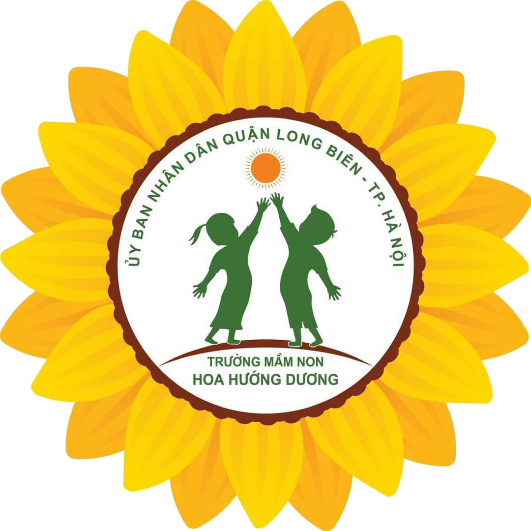 ỦY BAN NHÂN DÂN QUẬN LONG BIÊN - TP. HÀ NỘI
TRƯỜNG MẦM NON
HOA HƯỚNG DƯƠNG